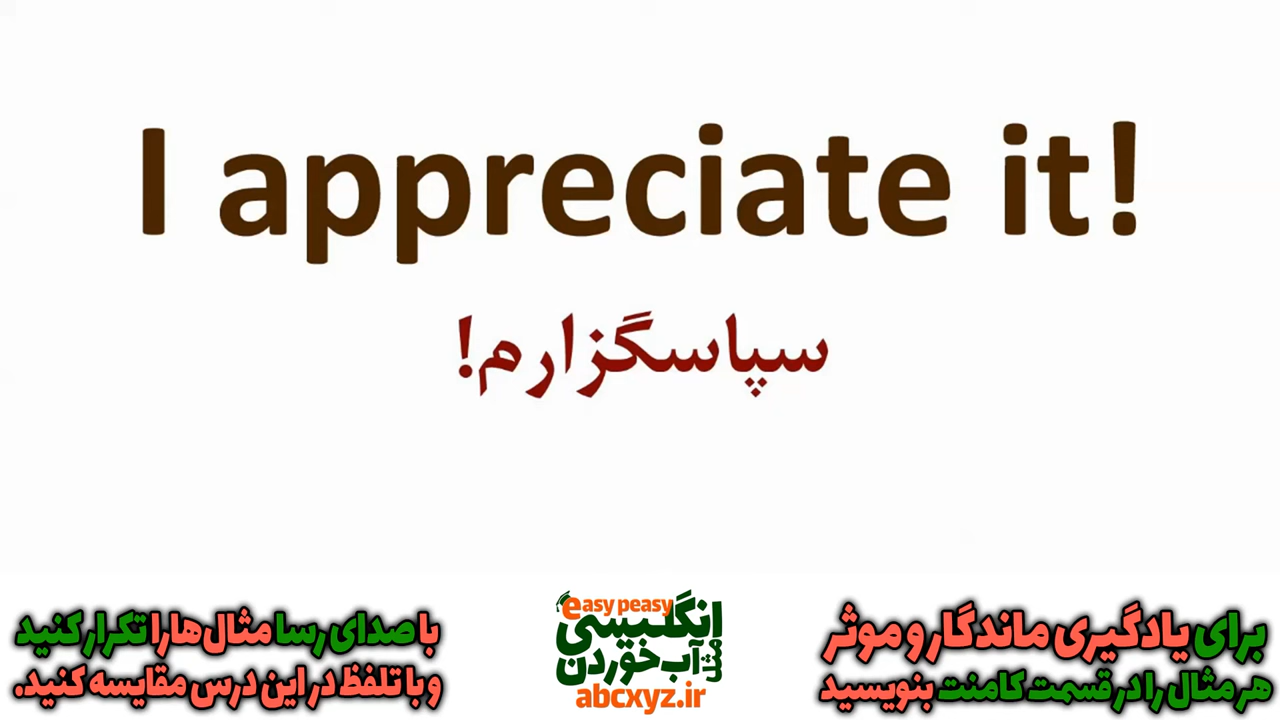 I appreciate it!
سپاسگزارم!
برای یادگیری ماندگار و موثر
هر مثال را در قسمت کامنت بنویسید
easy peasy
انگلیسی
مثل آب خوردن
abcxyz.ir
با صدای رسا مثال‌ها را تکرار کنید
و با تلفظ در این درس مقایسه کنید.